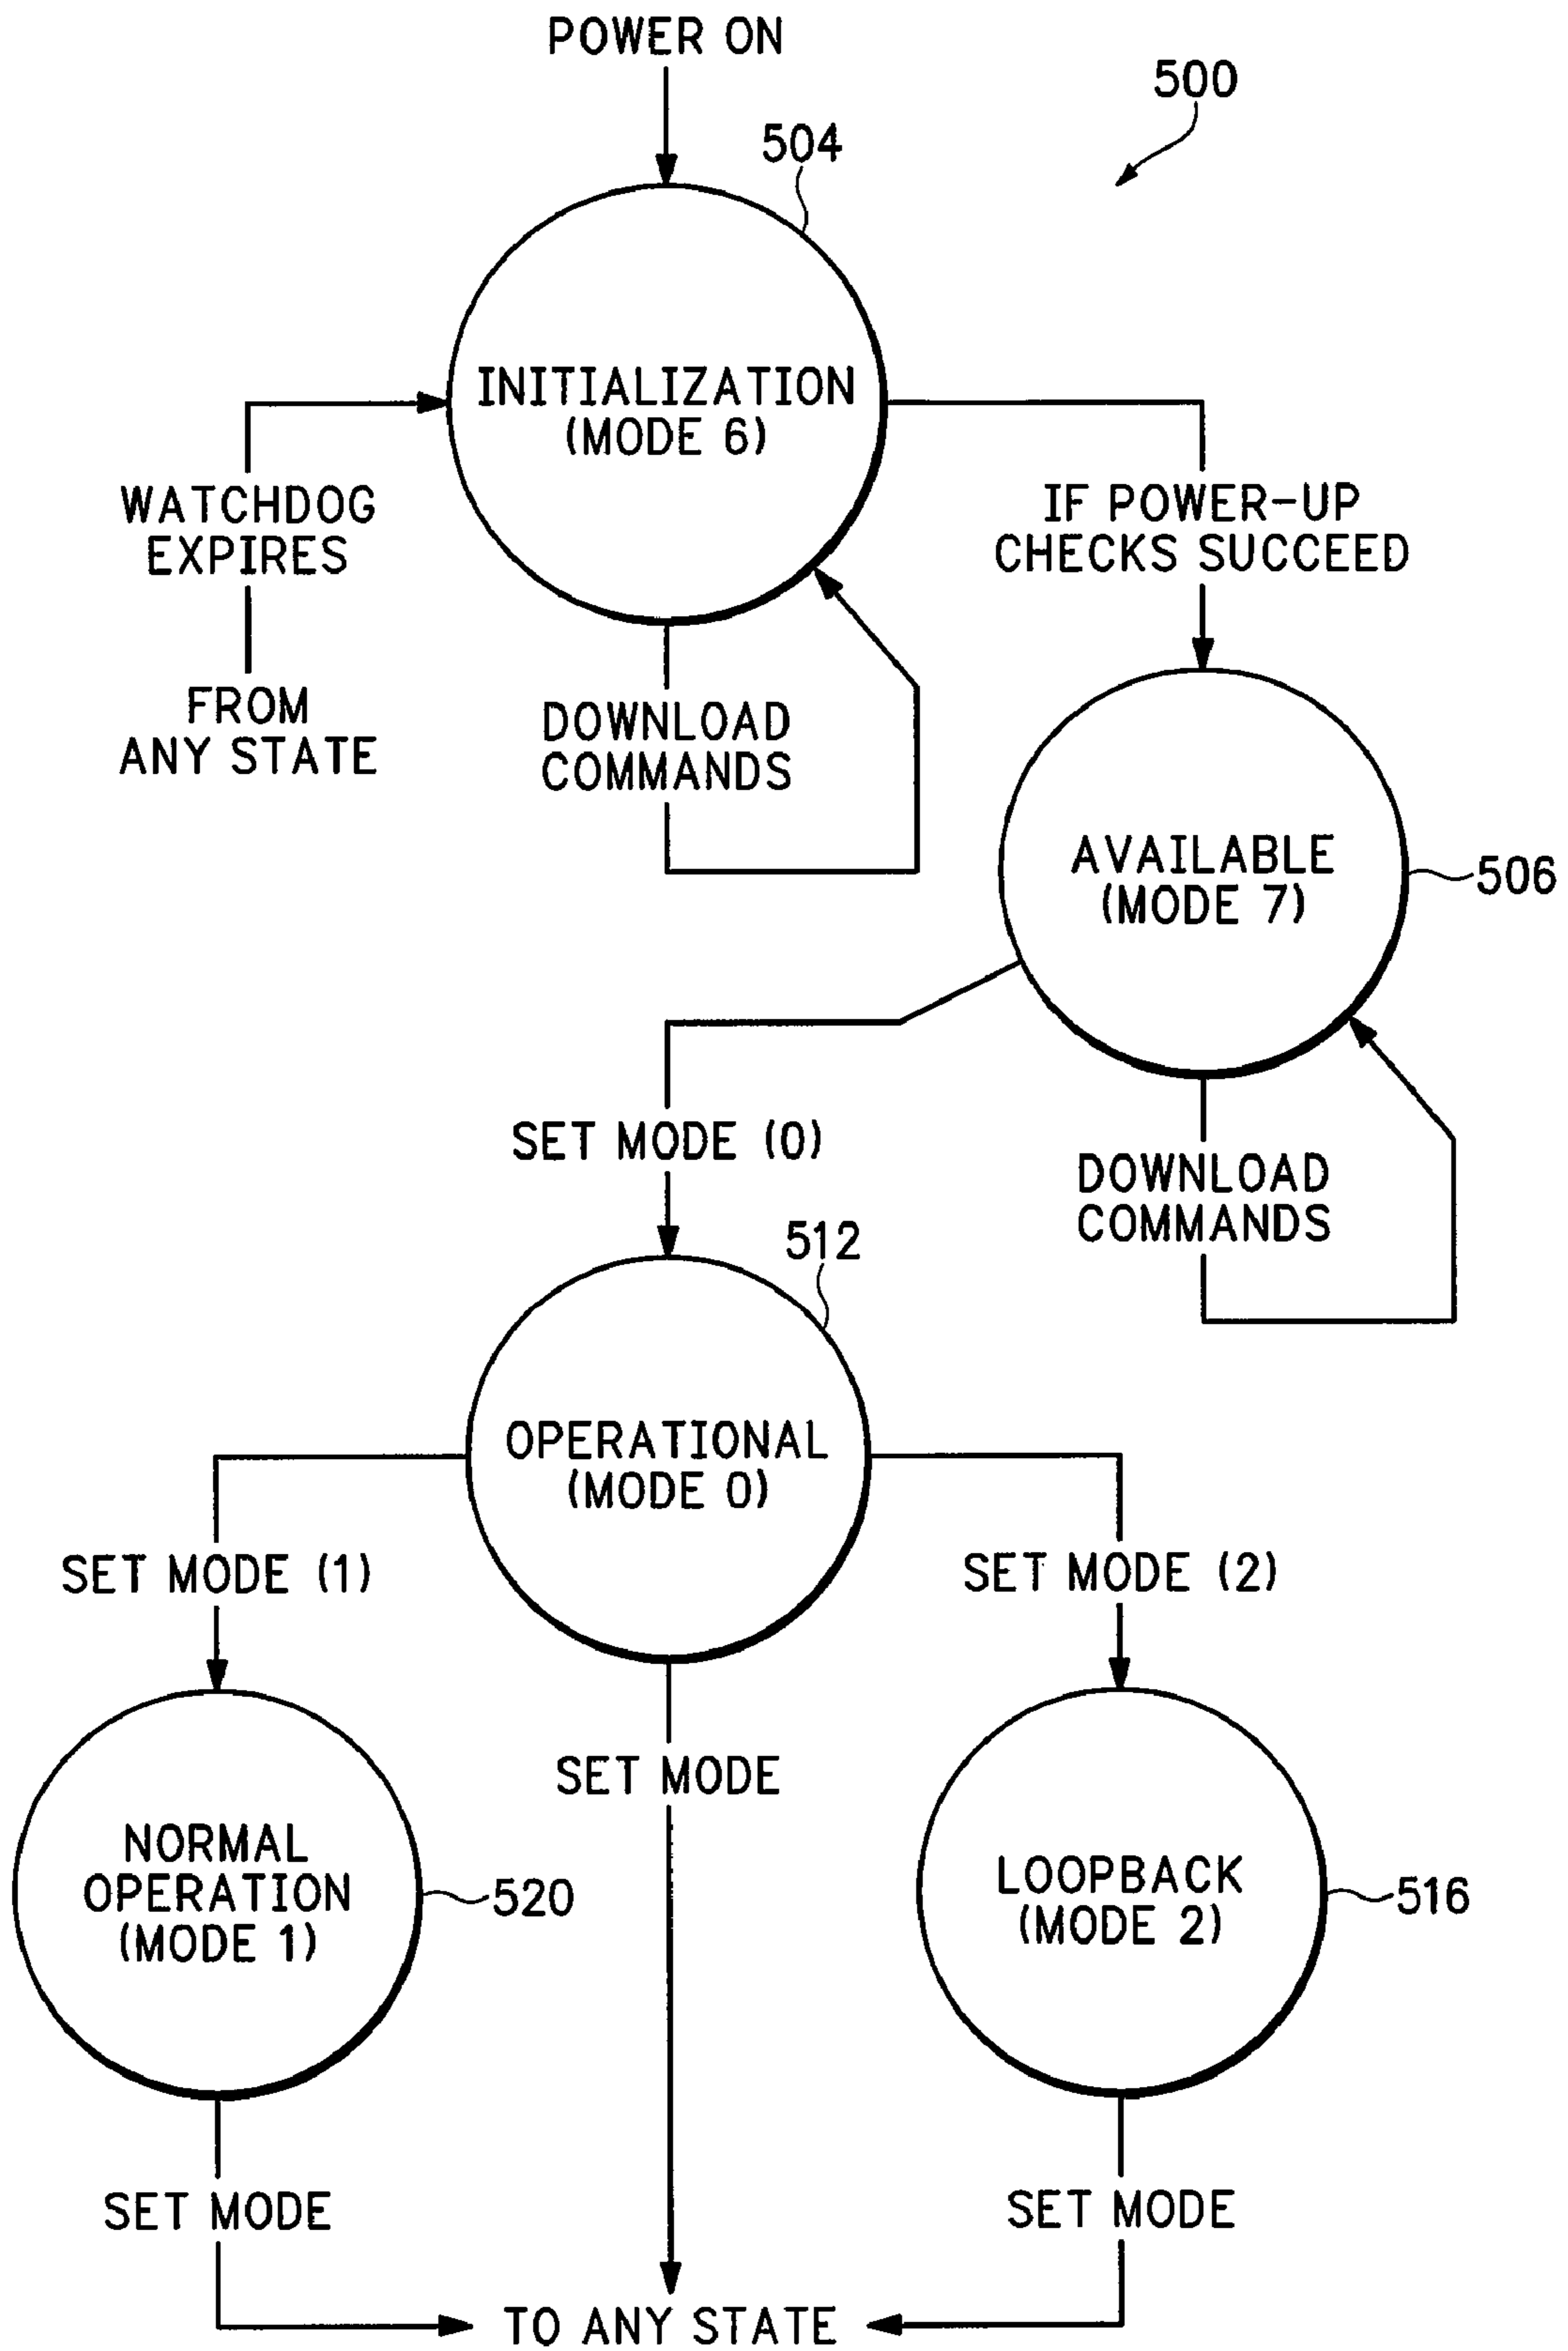 POWER ON
500
504
INITIALIZATION
(MODE 6)
WATCHDOG
EXPIRES
IF POWER-UP
CHECKS SUCCEED
FROM
ANY STATE
DOWNLOAD
COMMANDS
AVAILABLE
(MODE 7)
506
SET MODE (0)
DOWNLOAD
COMMANDS
512
OPERATIONAL
(MODE 0)
SET MODE (1)
SET MODE (2)
SET MODE
NORMAL
OPERATION
(MODE 1)
520
LOOPBACK
(MODE 2)
516
SET MODE
SET MODE
TO ANY STATE